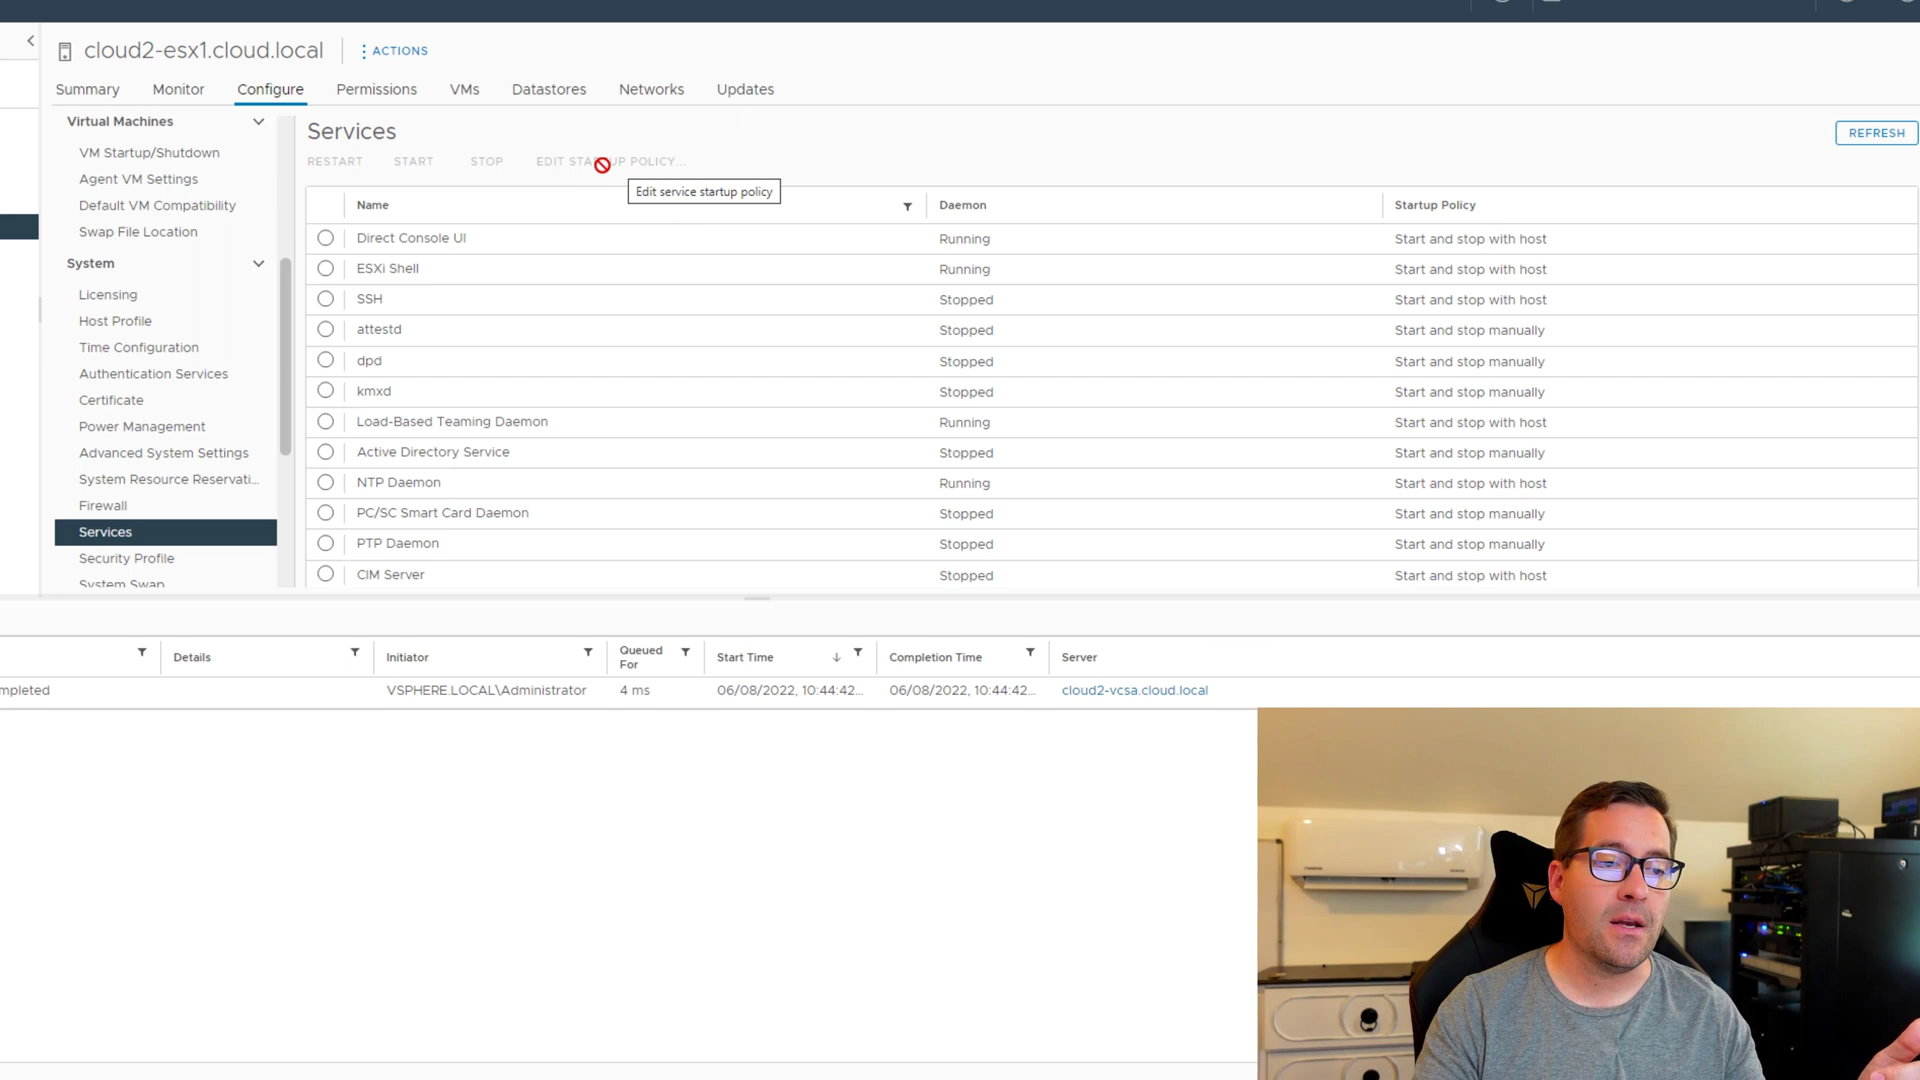 cloud2-esx1.cloud.local
ACTIONS
Summary Monitor Configure Permissions VMs Datastores Networks Updates
Virtual Machines
VM Startup/Shutdown
Agent VM Settings
Default VM Compatibility
Swap File Location
System
Licensing
Host Profile
Time Configuration
Authentication Services
Certificate
Power Management
Advanced System Settings
System Resource Reservati...
Firewall
Services
Security Profile
System Swap
Services
REFRESH
RESTART START STOP EDIT STARTUP POLICY...
Edit service startup policy
Name Daemon Startup Policy
Direct Console UI Running Start and stop with host
ESXi Shell Running Start and stop with host
SSH Stopped Start and stop with host
attestd Stopped Start and stop manually
dpd Stopped Start and stop manually
kmxd Stopped Start and stop manually
Load-Based Teaming Daemon Running Start and stop with host
Active Directory Service Stopped Start and stop manually
NTP Daemon Running Start and stop with host
PC/SC Smart Card Daemon Stopped Start and stop manually
PTP Daemon Stopped Start and stop manually
CIM Server Stopped Start and stop with host
Details Initiator Queued For Start Time Completion Time Server
mpleted VSPHERE.LOCAL\Administrator 4 ms 06/08/2022, 10:44:42... 06/08/2022, 10:44:42... cloud2-vcsa.cloud.local